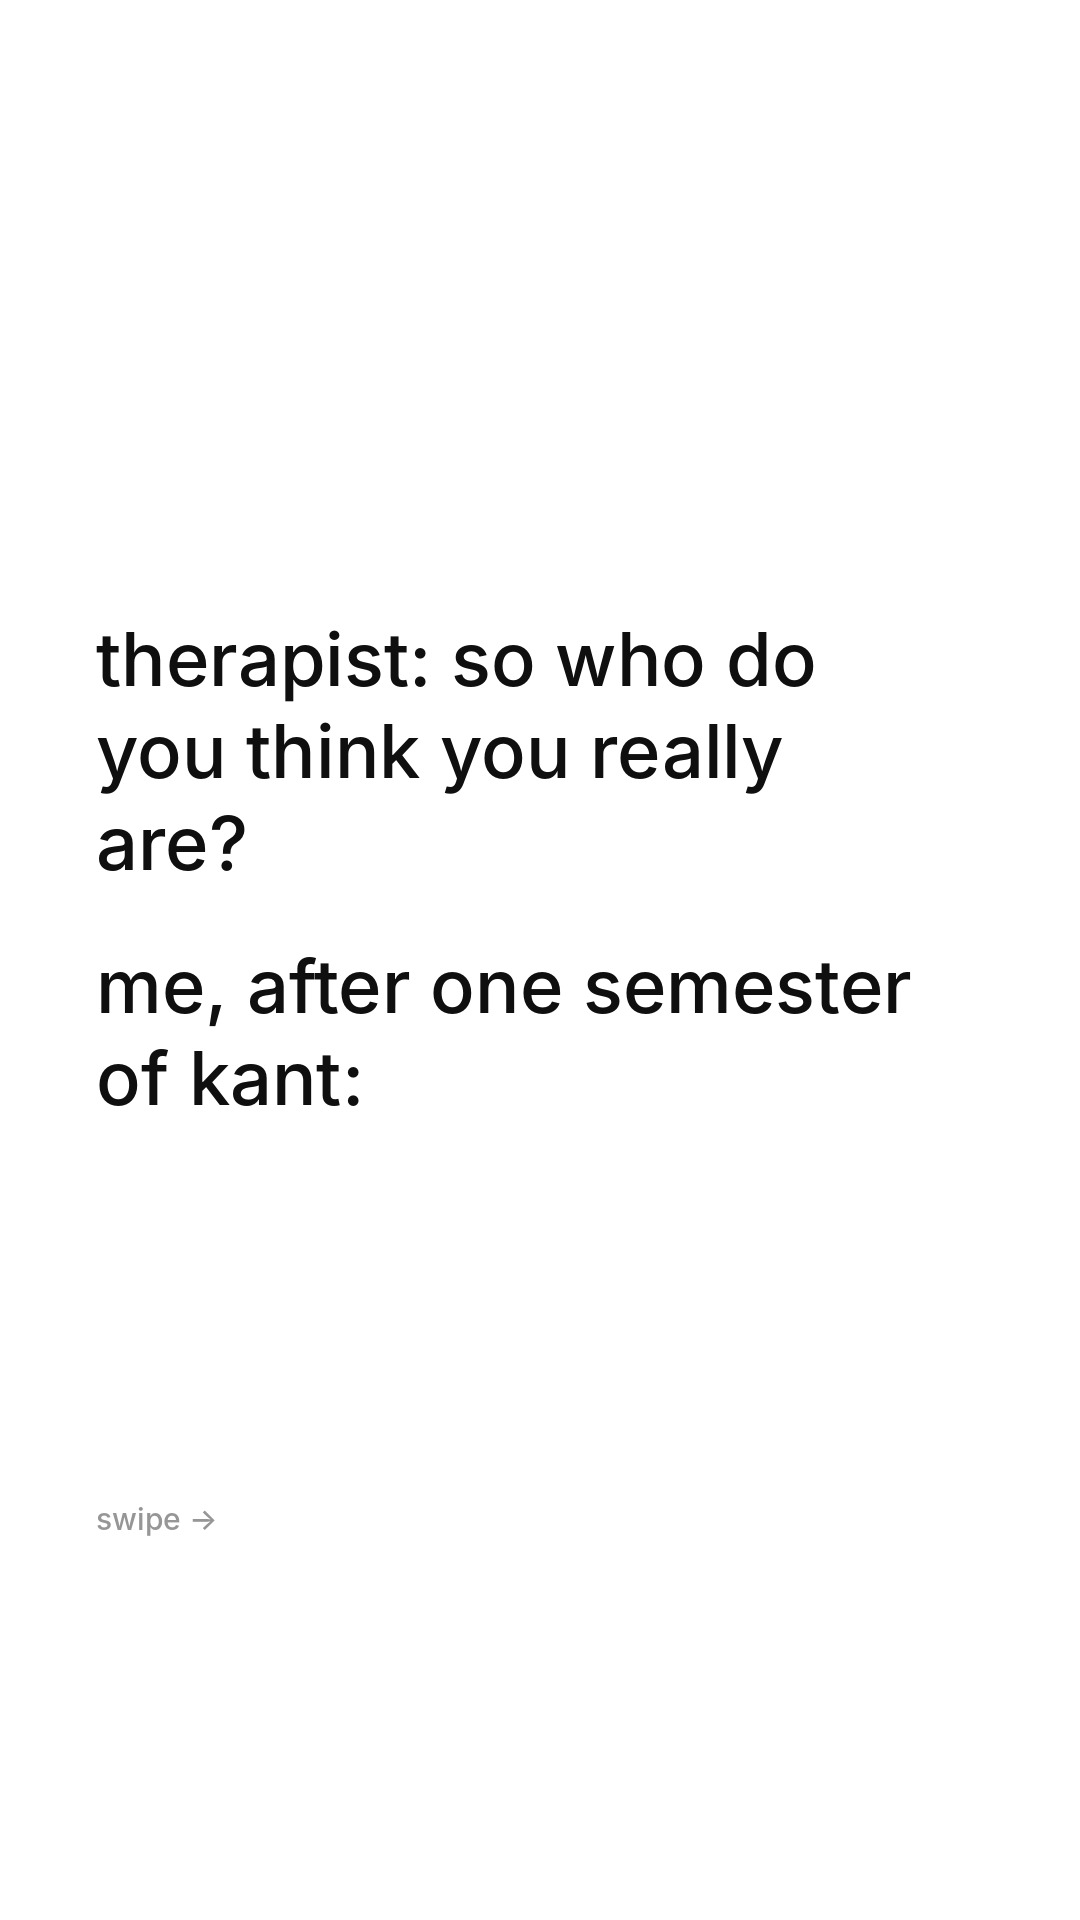 therapist: so who do
you think you really
are?
me, after one semester
of kant:
swipe →